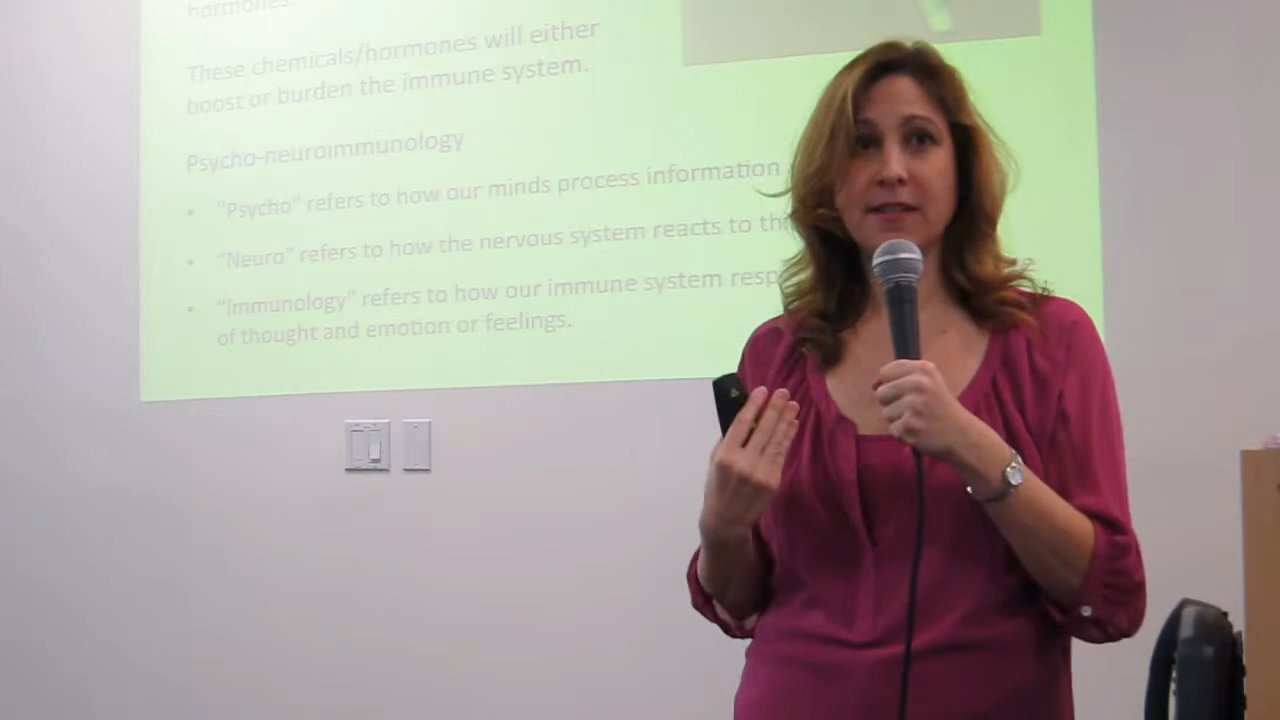 hormones.
These chemicals/hormones will either
boost or burden the immune system.
Psycho-neuroimmunology
• "Psycho" refers to how our minds process information
• "Neuro" refers to how the nervous system reacts to
• "Immunology" refers to how our immune system
of thought and emotion or feelings.